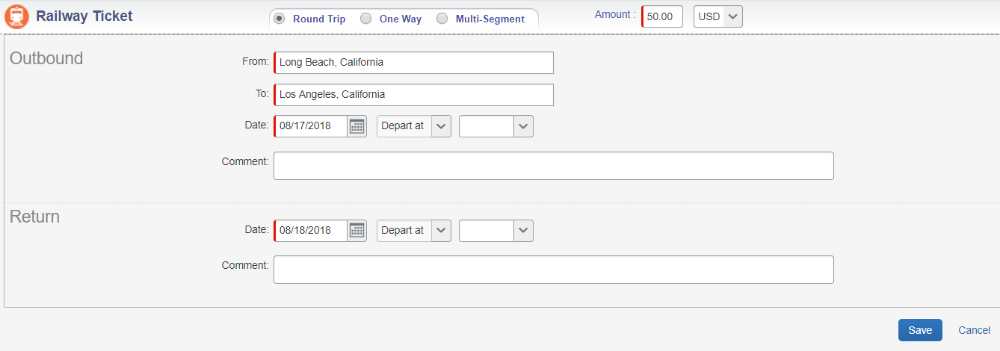 Railway Ticket Round Trip One Way Multi-Segment Amount : 50.00 USD
Outbound
From: Long Beach, California
To: Los Angeles, California
Date: 08/17/2018 Depart at
Comment:
Return
Date: 08/18/2018 Depart at
Comment:
Save Cancel